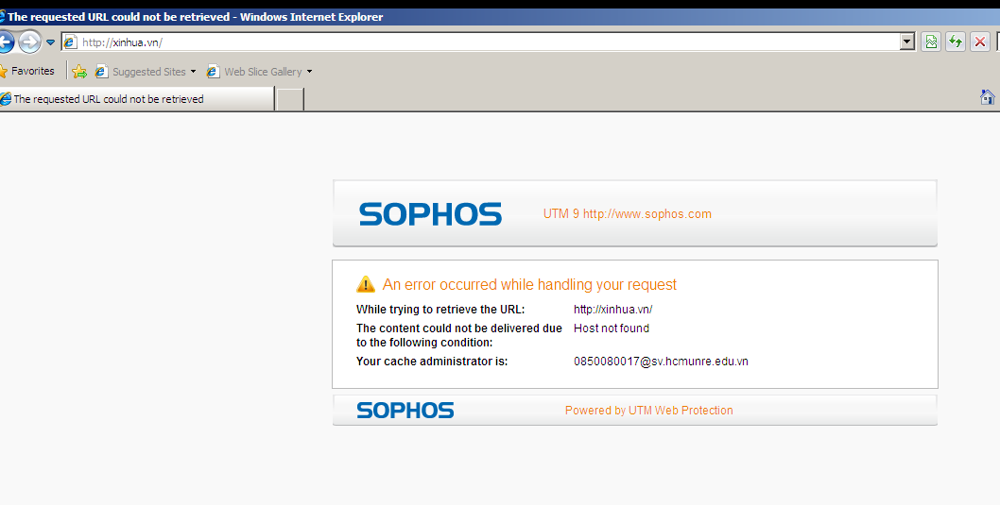 The requested URL could not be retrieved - Windows Internet Explorer
http://xinhua.vn/
Favorites Suggested Sites Web Slice Gallery
The requested URL could not be retrieved
SOPHOS UTM 9 http://www.sophos.com
An error occurred while handling your request
While trying to retrieve the URL: http://xinhua.vn/
The content could not be delivered due Host not found
to the following condition:
Your cache administrator is: 0850080017@sv.hcmunre.edu.vn
SOPHOS Powered by UTM Web Protection